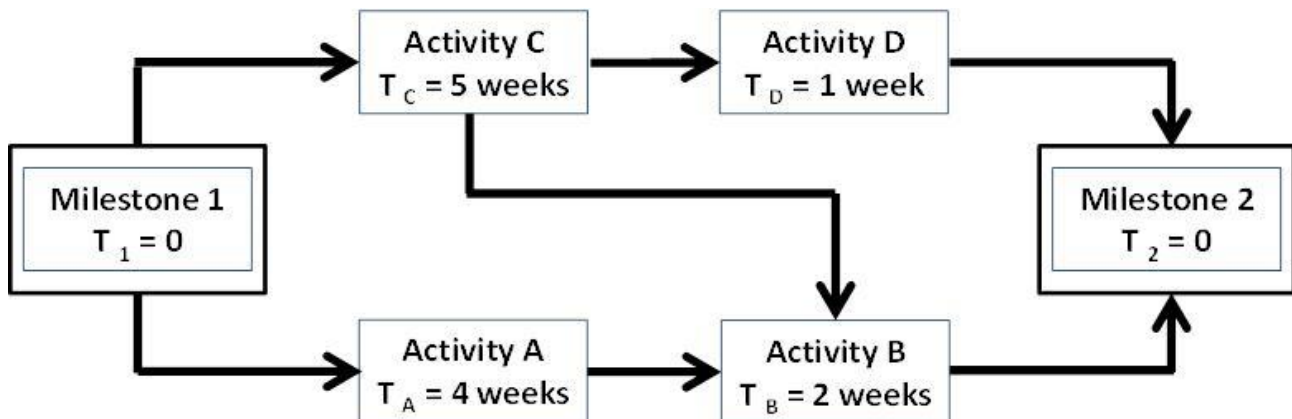 Activity C
T C = 5 weeks
Activity D
T D = 1 week
Milestone 1
T 1 = 0
Milestone 2
T 2 = 0
Activity A
T A = 4 weeks
Activity B
T B = 2 weeks